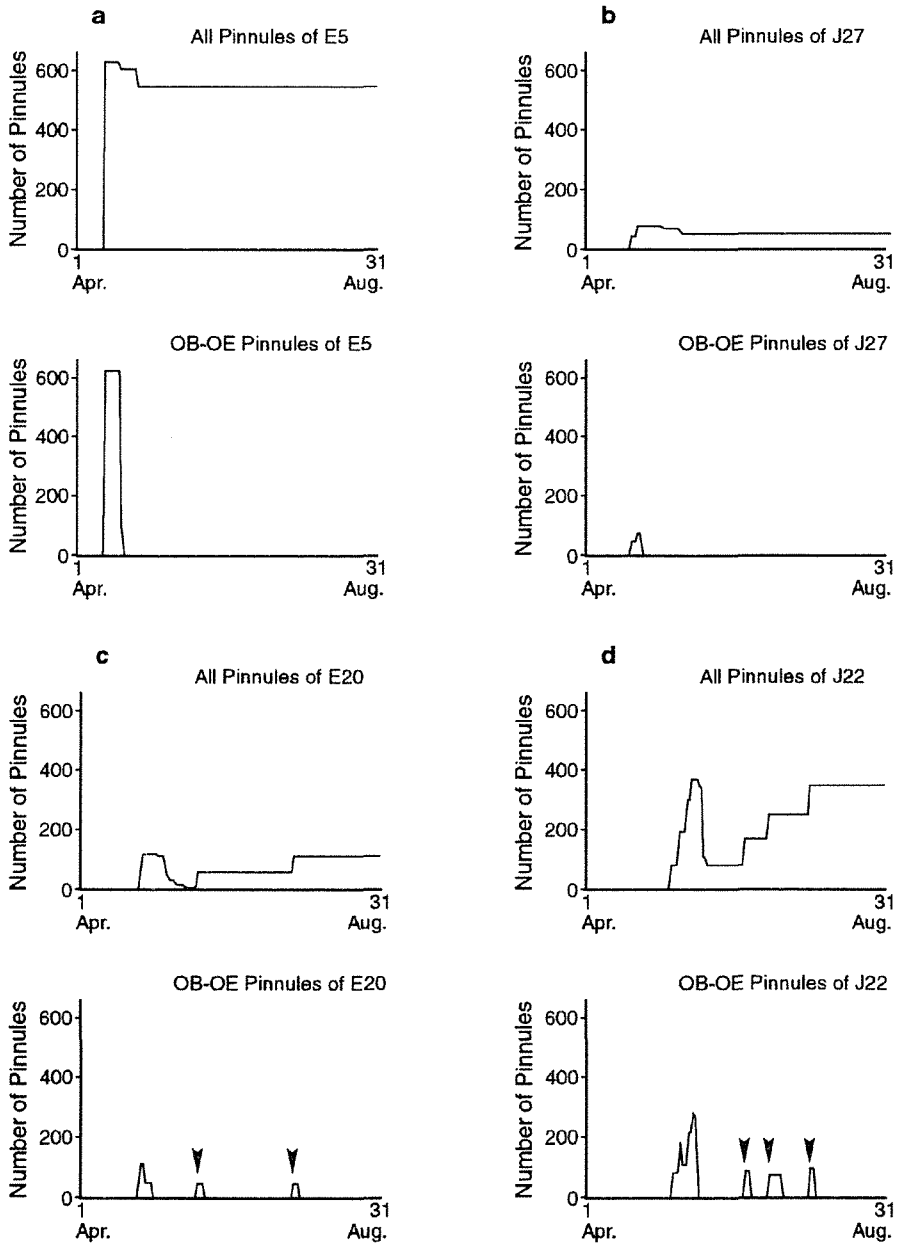 a
All Pinnules of E5
Number of Pinnules
600
400
200
0
1
Apr.
31
Aug.
OB-OE Pinnules of E5
Number of Pinnules
600
400
200
0
1
Apr.
31
Aug.
b
All Pinnules of J27
Number of Pinnules
600
400
200
0
1
Apr.
31
Aug.
OB-OE Pinnules of J27
Number of Pinnules
600
400
200
0
1
Apr.
31
Aug.
c
All Pinnules of E20
Number of Pinnules
600
400
200
0
1
Apr.
31
Aug.
OB-OE Pinnules of E20
Number of Pinnules
600
400
200
0
1
Apr.
31
Aug.
d
All Pinnules of J22
Number of Pinnules
600
400
200
0
1
Apr.
31
Aug.
OB-OE Pinnules of J22
Number of Pinnules
600
400
200
0
1
Apr.
31
Aug.